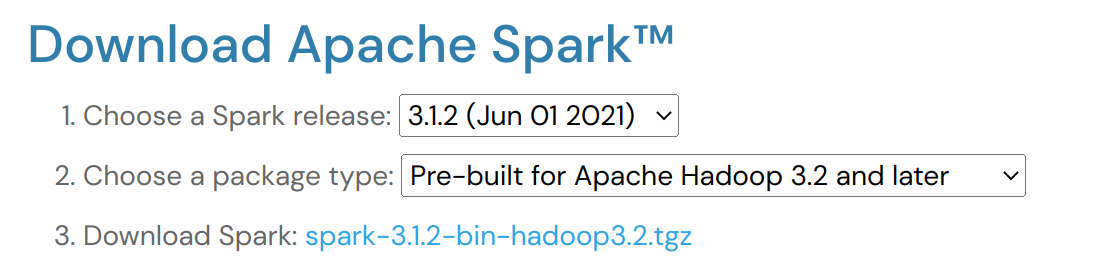 Download Apache Spark™
1. Choose a Spark release: 3.1.2 (Jun 01 2021)
2. Choose a package type: Pre-built for Apache Hadoop 3.2 and later
3. Download Spark: spark-3.1.2-bin-hadoop3.2.tgz